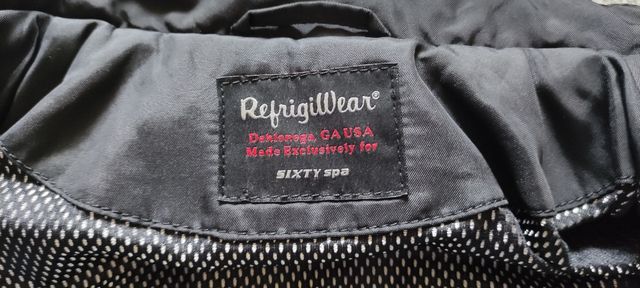 RefrigiWear®
Dahlonega, GA USA
Made Exclusively for
SIXTY spa